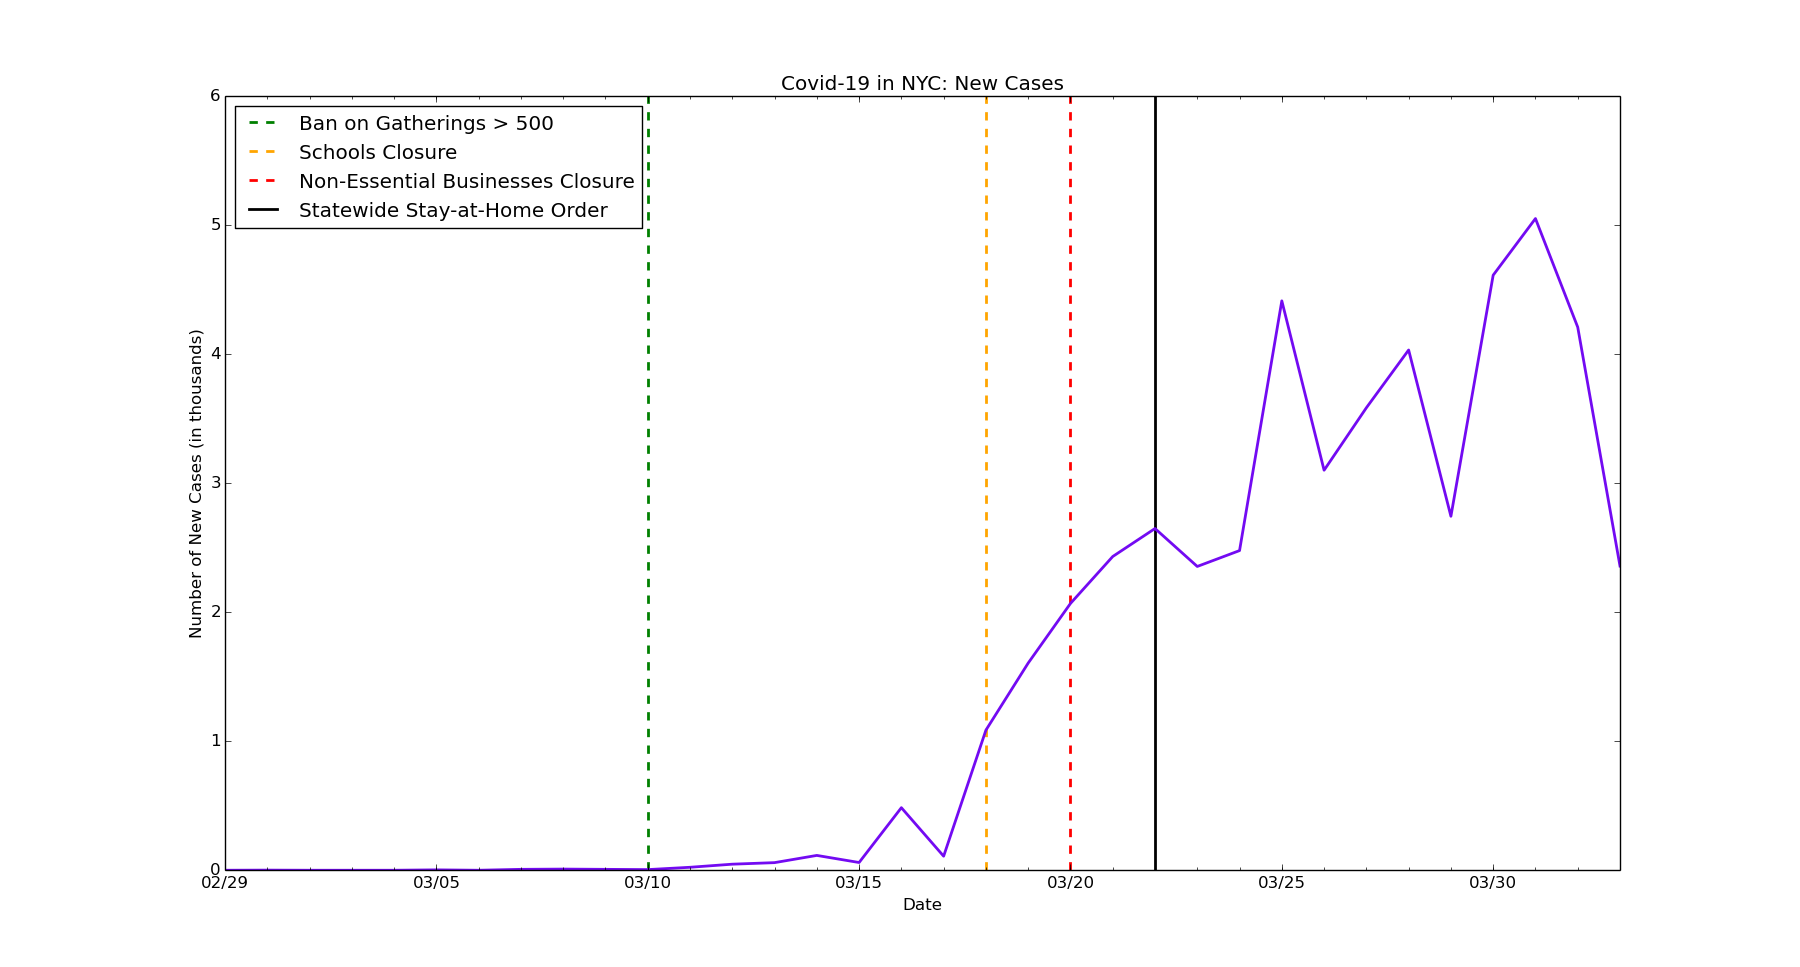 Covid-19 in NYC: New Cases
Ban on Gatherings > 500
Schools Closure
Non-Essential Businesses Closure
Statewide Stay-at-Home Order
Number of New Cases (in thousands)
6
5
4
3
2
1
0
02/29 03/05 03/10 03/15 03/20 03/25 03/30
Date